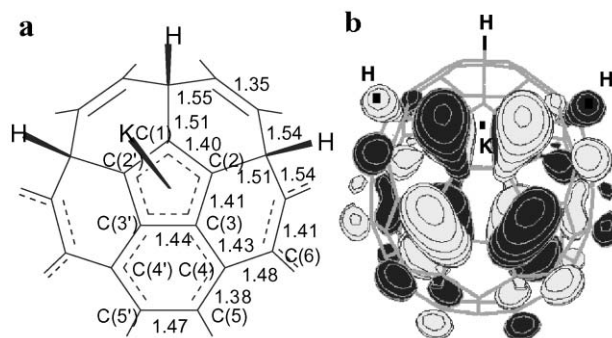 a
H
1.35
1.55
H
K
C(1)
1.51
1.40
1.54
H
C(2')
C(2)
1.51
1.54
1.41
C(3')
C(3)
1.44
1.43
1.41
C(4')
C(4)
C(6)
1.48
1.38
C(5')
C(5)
1.47
b
H
H
H
K